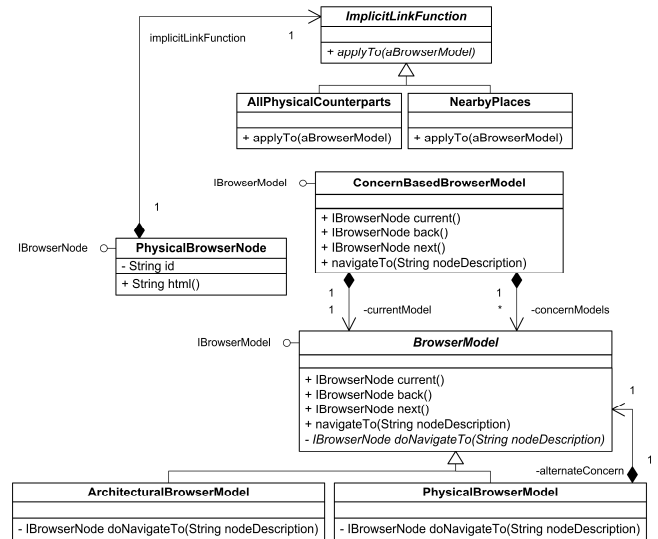 ImplicitLinkFunction
implicitLinkFunction
1
+ applyTo(aBrowserModel)
AllPhysicalCounterparts
NearbyPlaces
+ applyTo(aBrowserModel)
+ applyTo(aBrowserModel)
IBrowserModel
ConcernBasedBrowserModel
+ IBrowserNode current()
+ IBrowserNode back()
+ IBrowserNode next()
+ navigateTo(String nodeDescription)
1
IBrowserNode
PhysicalBrowserNode
- String id
+ String html()
1
1
-currentModel
1
*
-concernModels
IBrowserModel
BrowserModel
+ IBrowserNode current()
+ IBrowserNode back()
+ IBrowserNode next()
+ navigateTo(String nodeDescription)
- IBrowserNode doNavigateTo(String nodeDescription)
1
1
-alternateConcern
ArchitecturalBrowserModel
- IBrowserNode doNavigateTo(String nodeDescription)
PhysicalBrowserModel
- IBrowserNode doNavigateTo(String nodeDescription)